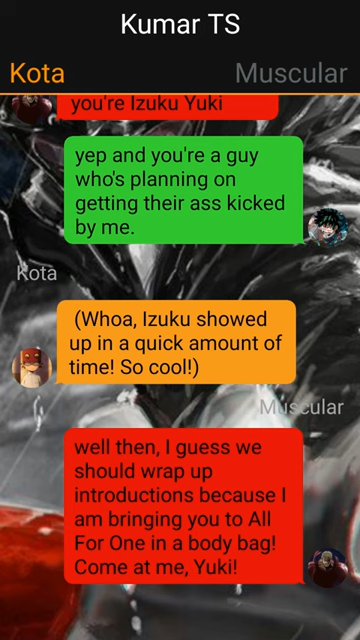 Kumar TS
Kota
Muscular
you're Izuku Yuki
yep and you're a guy
who's planning on
getting their ass kicked
by me.
Kota
(Whoa, Izuku showed
up in a quick amount of
time! So cool!)
Muscular
well then, I guess we
should wrap up
introductions because I
am bringing you to All
For One in a body bag!
Come at me, Yuki!